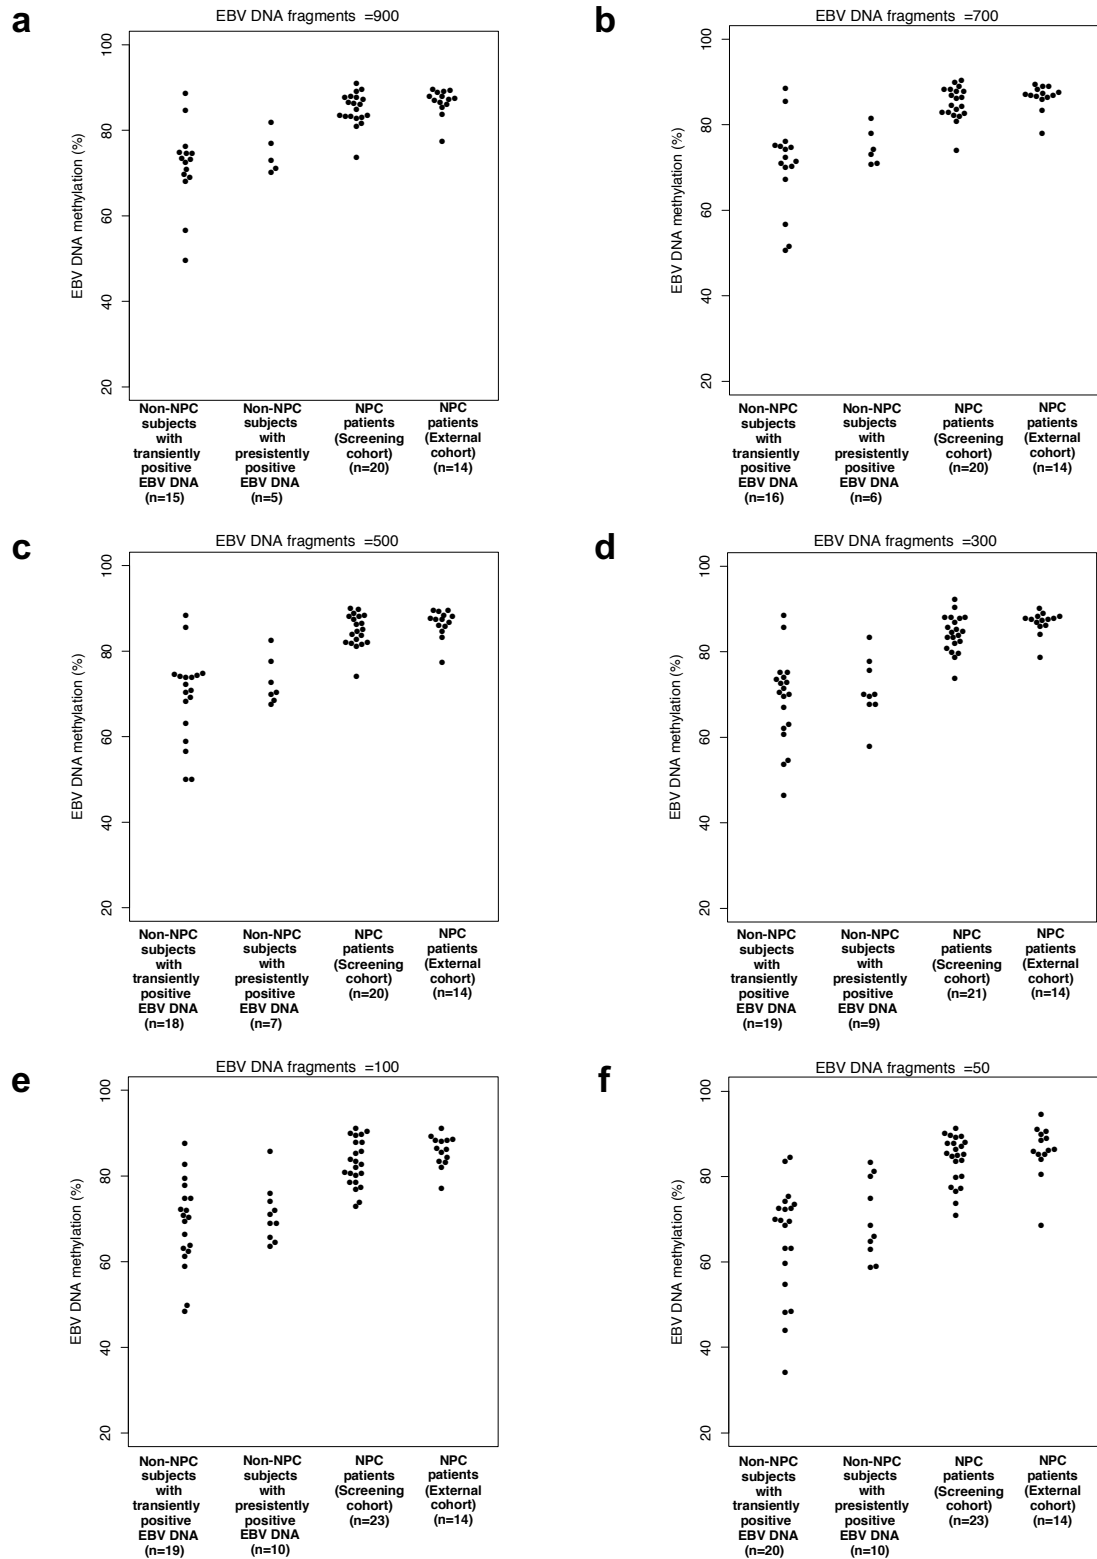 a
EBV DNA fragments =900
EBV DNA methylation (%)
100
80
60
40
20
Non-NPC
subjects
with
transiently
positive
EBV DNA
(n=15)
Non-NPC
subjects
with
presistently
positive
EBV DNA
(n=5)
NPC
patients
(Screening
cohort)
(n=20)
NPC
patients
(External
cohort)
(n=14)
b
EBV DNA fragments =700
EBV DNA methylation (%)
100
80
60
40
20
Non-NPC
subjects
with
transiently
positive
EBV DNA
(n=16)
Non-NPC
subjects
with
presistently
positive
EBV DNA
(n=6)
NPC
patients
(Screening
cohort)
(n=20)
NPC
patients
(External
cohort)
(n=14)
c
EBV DNA fragments =500
EBV DNA methylation (%)
100
80
60
40
20
Non-NPC
subjects
with
transiently
positive
EBV DNA
(n=18)
Non-NPC
subjects
with
presistently
positive
EBV DNA
(n=7)
NPC
patients
(Screening
cohort)
(n=20)
NPC
patients
(External
cohort)
(n=14)
d
EBV DNA fragments =300
EBV DNA methylation (%)
100
80
60
40
20
Non-NPC
subjects
with
transiently
positive
EBV DNA
(n=19)
Non-NPC
subjects
with
presistently
positive
EBV DNA
(n=9)
NPC
patients
(Screening
cohort)
(n=21)
NPC
patients
(External
cohort)
(n=14)
e
EBV DNA fragments =100
EBV DNA methylation (%)
100
80
60
40
20
Non-NPC
subjects
with
transiently
positive
EBV DNA
(n=19)
Non-NPC
subjects
with
presistently
positive
EBV DNA
(n=10)
NPC
patients
(Screening
cohort)
(n=23)
NPC
patients
(External
cohort)
(n=14)
f
EBV DNA fragments =50
EBV DNA methylation (%)
100
80
60
40
20
Non-NPC
subjects
with
transiently
positive
EBV DNA
(n=20)
Non-NPC
subjects
with
presistently
positive
EBV DNA
(n=10)
NPC
patients
(Screening
cohort)
(n=23)
NPC
patients
(External
cohort)
(n=14)